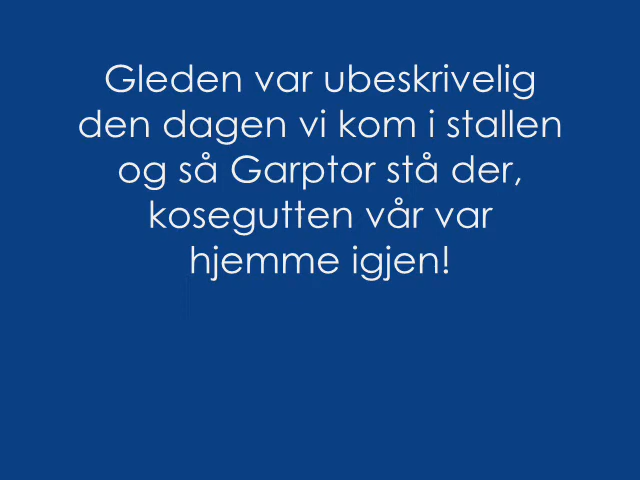 Gleden var ubeskrivelig
den dagen vi kom i stallen
og så Garptor stå der,
kosegutten vår var
hjemme igjen!